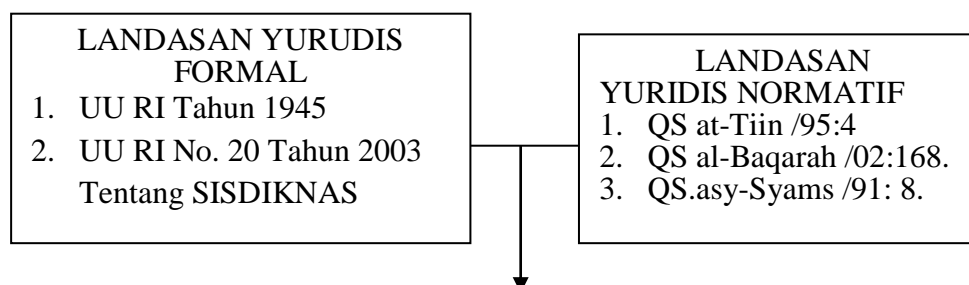 LANDASAN YURUDIS
FORMAL
1. UU RI Tahun 1945
2. UU RI No. 20 Tahun 2003
Tentang SISDIKNAS
LANDASAN
YURIDIS NORMATIF
1. QS at-Tiin /95:4
2. QS al-Baqarah /02:168.
3. QS.asy-Syams /91: 8.